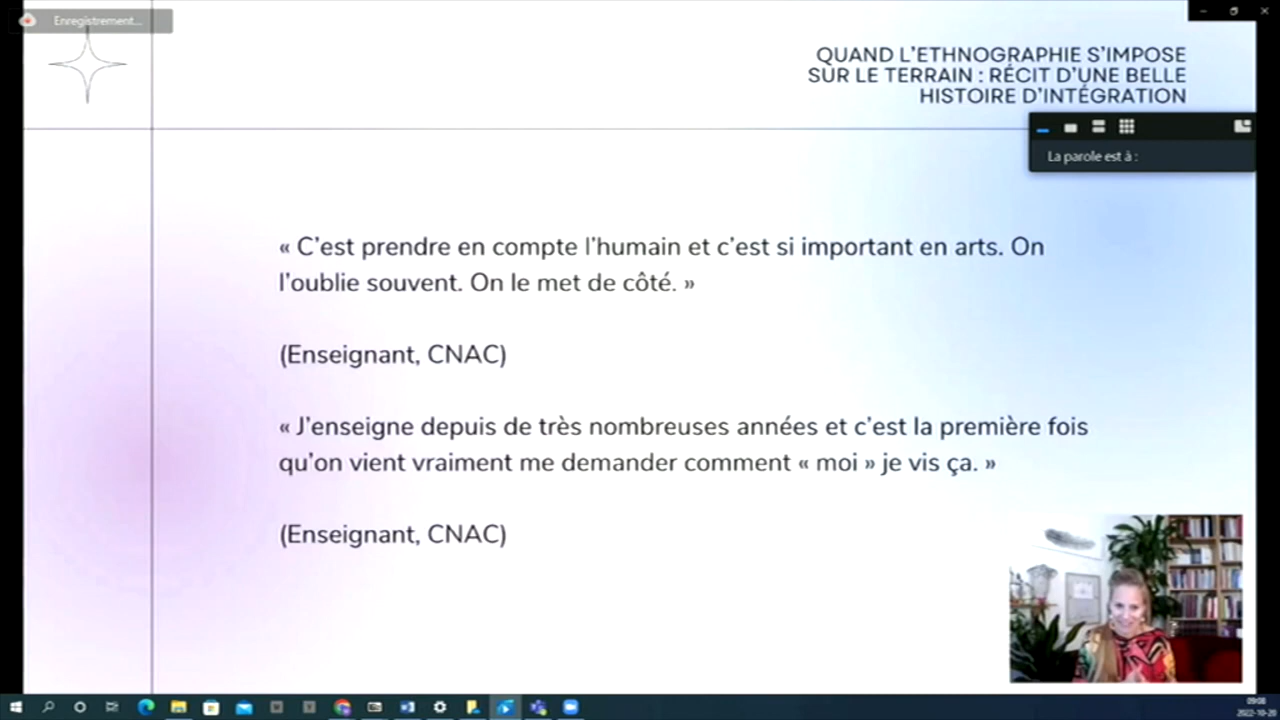 Enregistrement...
QUAND L'ETHNOGRAPHIE S'IMPOSE
SUR LE TERRAIN : RÉCIT D'UNE BELLE
HISTOIRE D'INTÉGRATION
La parole est à :
« C'est prendre en compte l'humain et c'est si important en arts. On
l'oublie souvent. On le met de côté. »
(Enseignant, CNAC)
« J'enseigne depuis de très nombreuses années et c'est la première fois
qu'on vient vraiment me demander comment « moi » je vis ça. »
(Enseignant, CNAC)